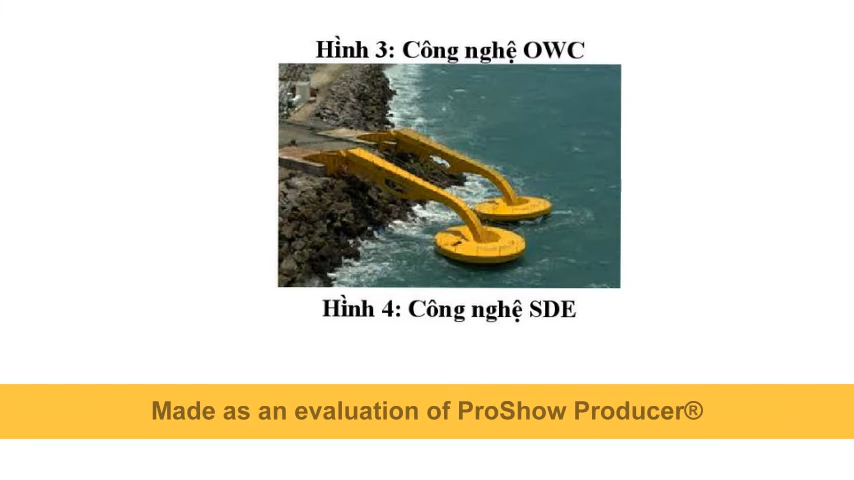 Hình 3: Công nghệ OWC
Hình 4: Công nghệ SDE
Made as an evaluation of ProShow Producer®